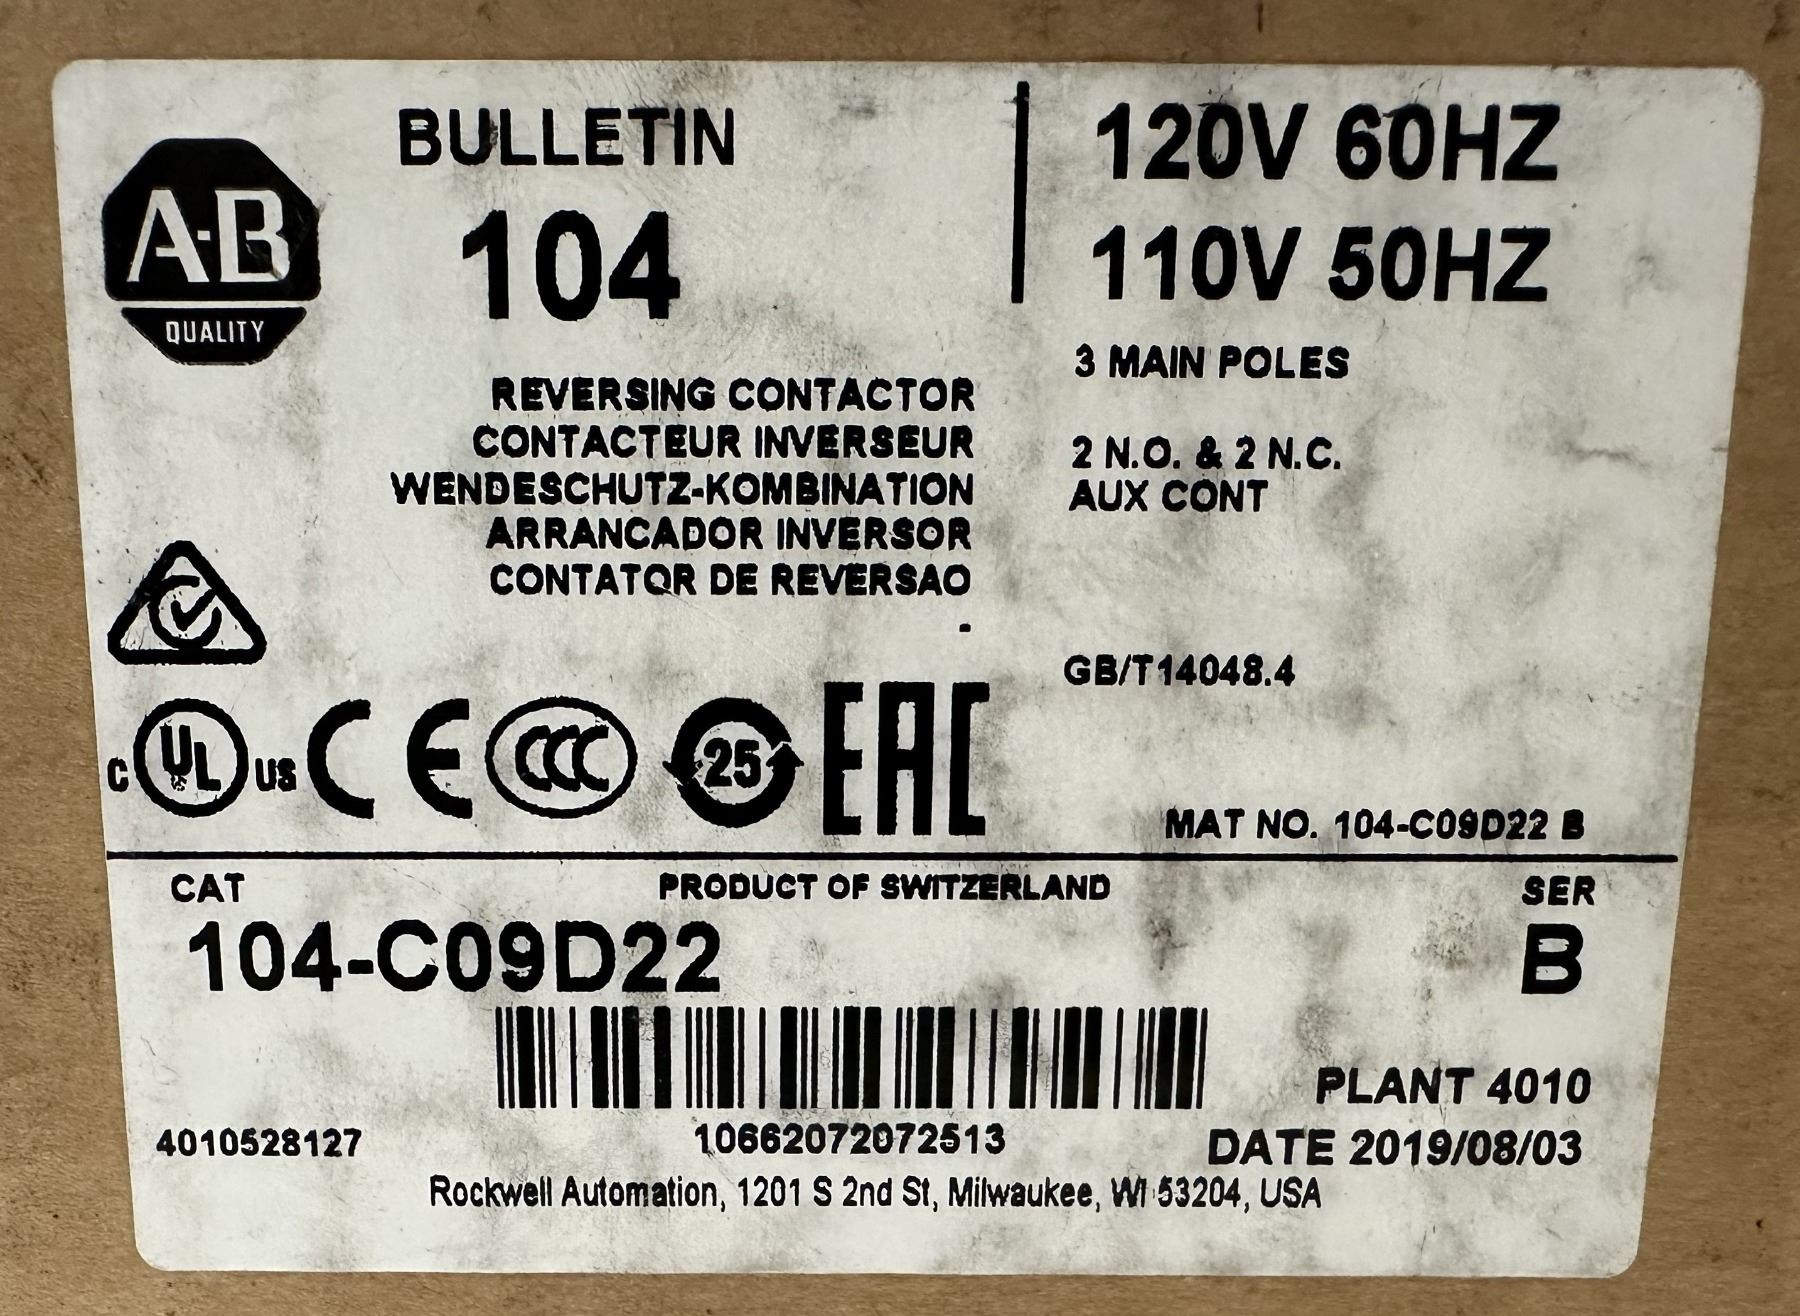 A-B
QUALITY
BULLETIN
104
120V 60HZ
110V 50HZ
3 MAIN POLES
2 N.O. & 2 N.C.
AUX CONT
REVERSING CONTACTOR
CONTACTEUR INVERSEUR
WENDESCHUTZ-KOMBINATION
ARRANCADOR INVERSOR
CONTATOR DE REVERSAO
-
GB/T14048.4
C UL US CE CCC 25 EAC
MAT NO. 104-C09D22 B
CAT
PRODUCT OF SWITZERLAND
SER
104-C09D22
B
PLANT 4010
4010528127
10662072072513
DATE 2019/08/03
Rockwell Automation, 1201 S 2nd St, Milwaukee, WI 53204, USA